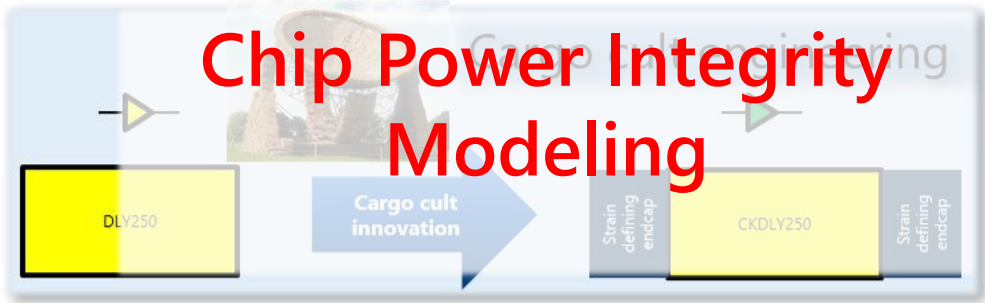 Cargo cult engineering
Chip Power Integrity
Modeling
DLY250
Cargo cult
innovation
Strain
defining
endcap
CKDLY250
Strain
defining
endcap